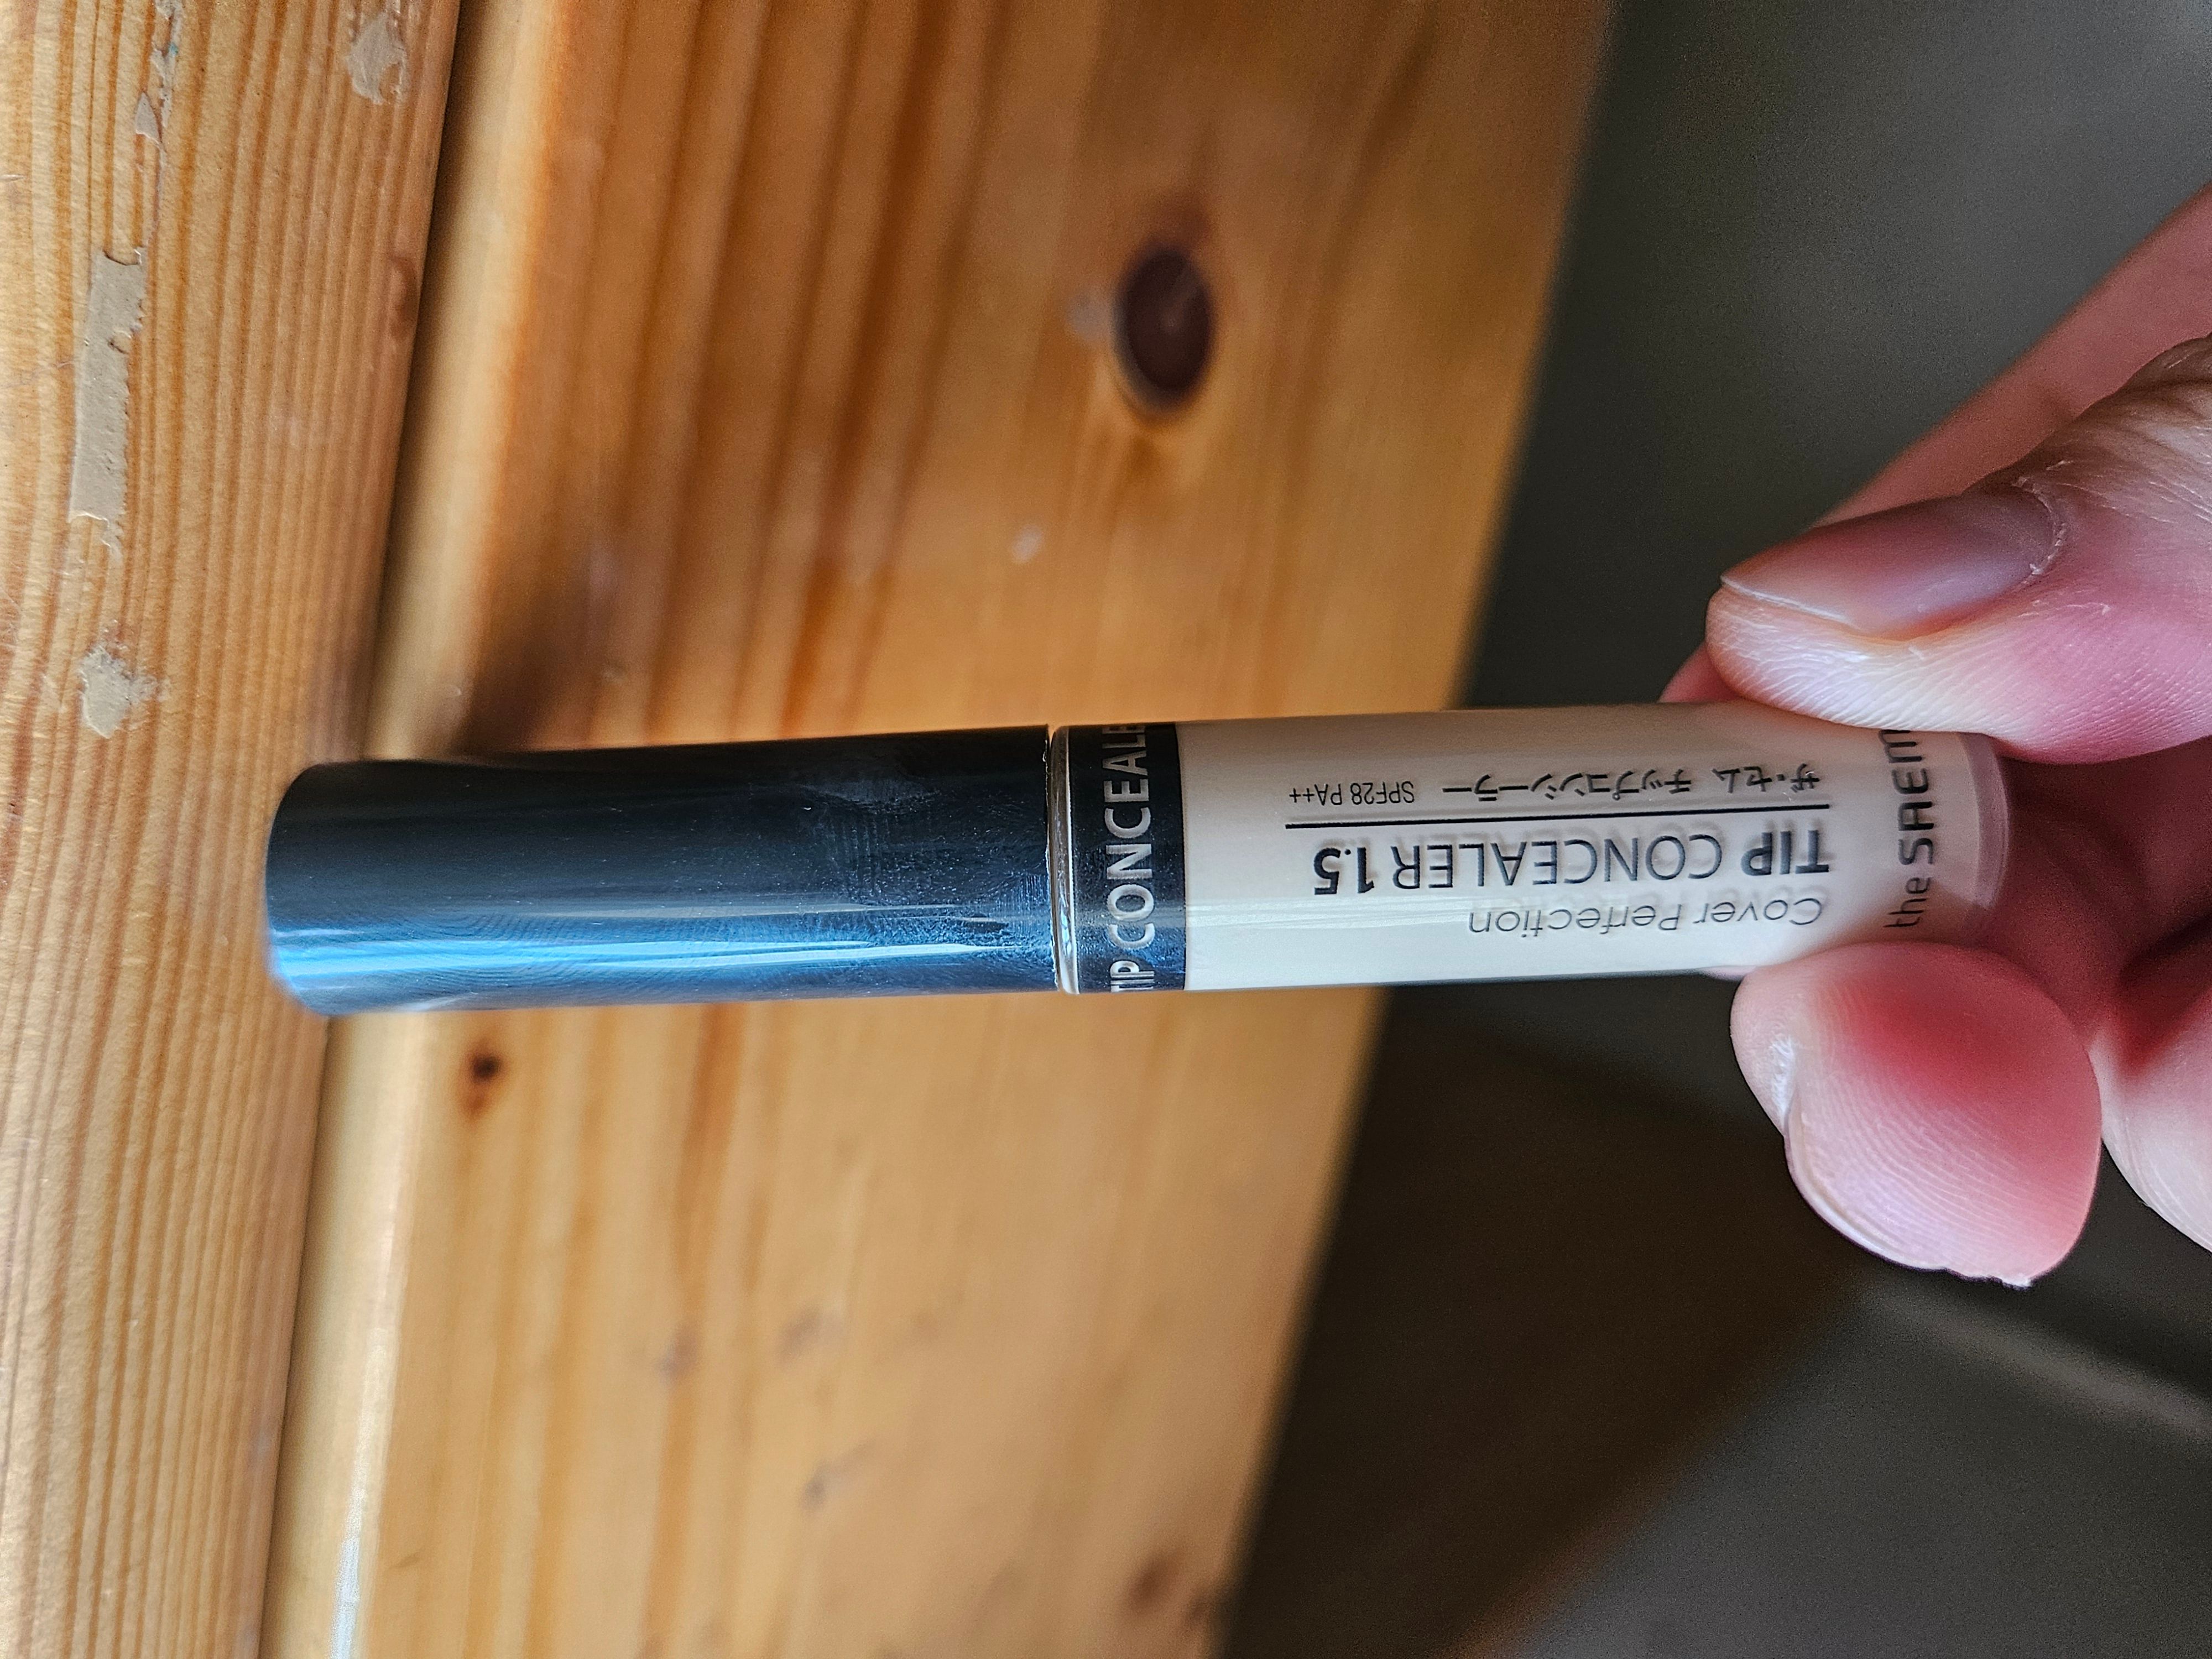 TIP CONCEALE
Cover Perfection
TIP CONCEALER 1.5
ザ・セム チップコンシーラー SPF28 PA++
the SAEM